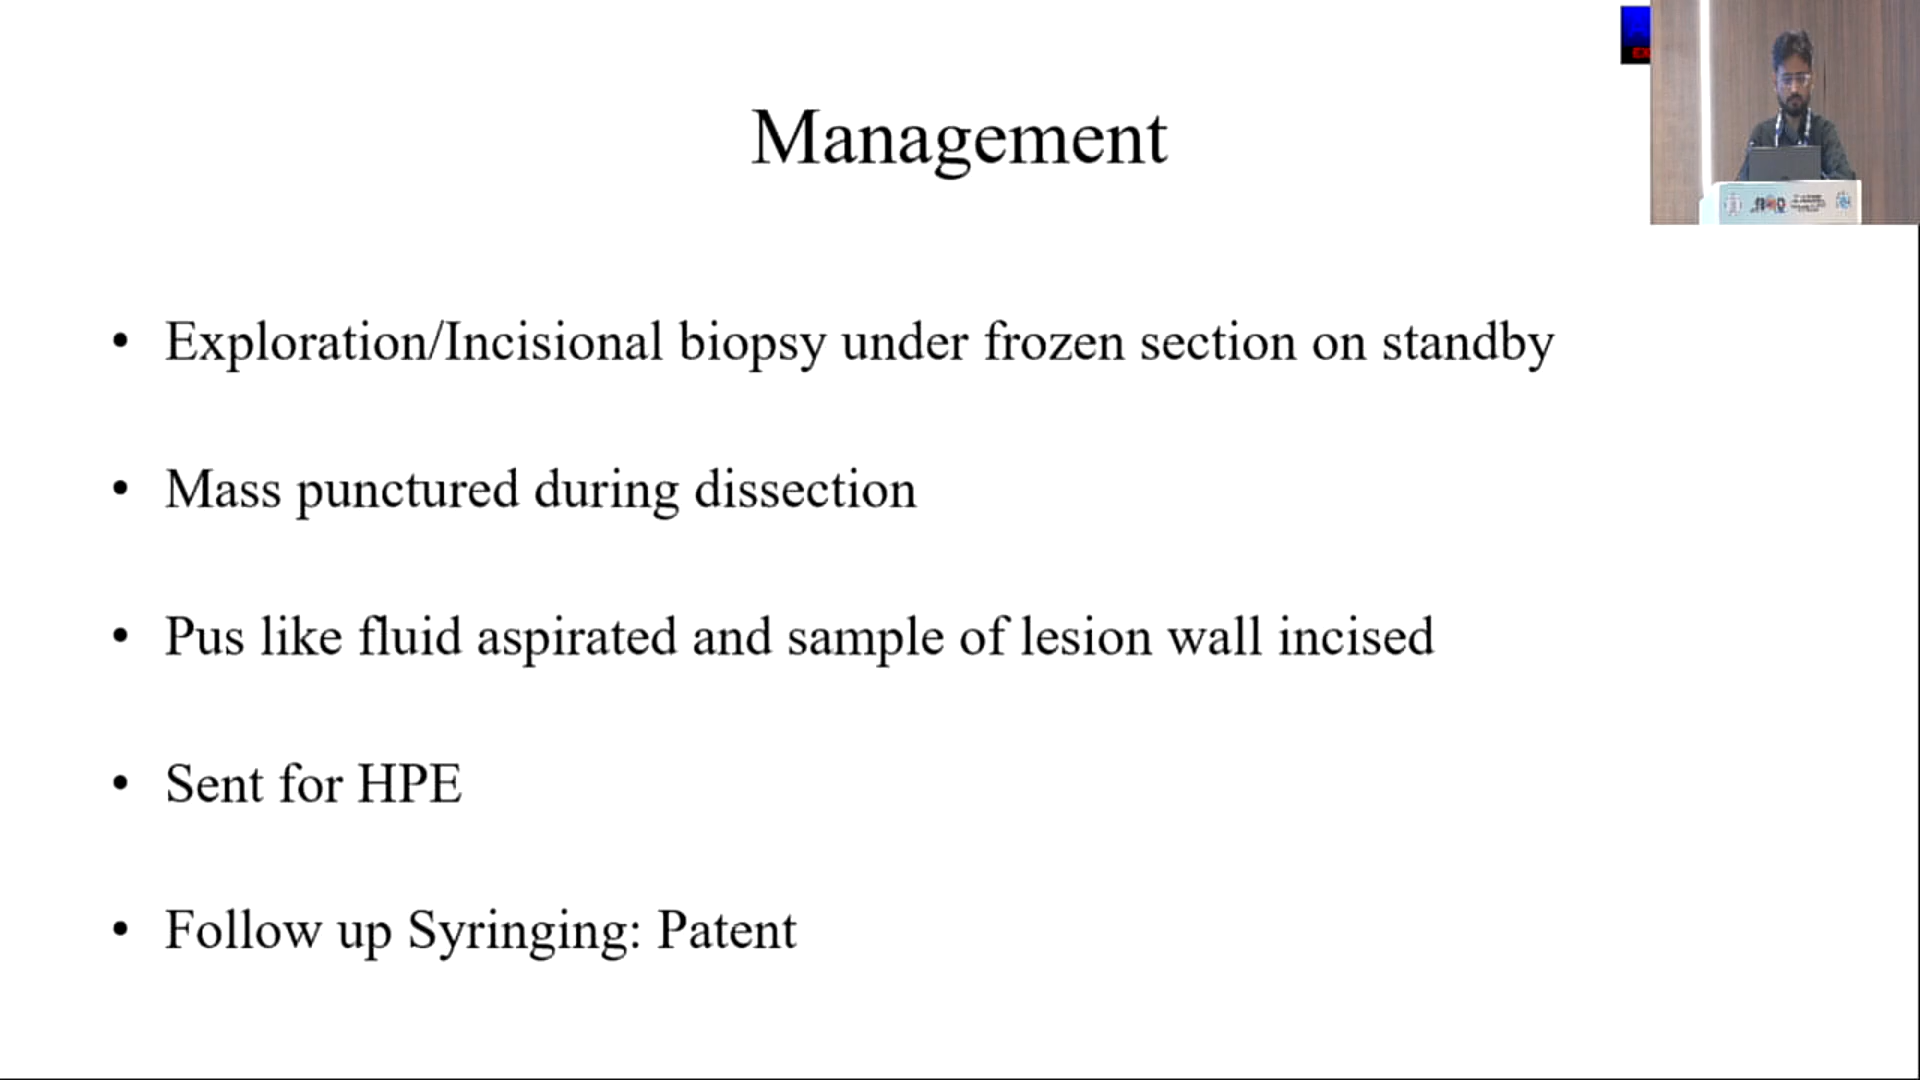 Management
• Exploration/Incisional biopsy under frozen section on standby
• Mass punctured during dissection
• Pus like fluid aspirated and sample of lesion wall incised
• Sent for HPE
• Follow up Syringing: Patent